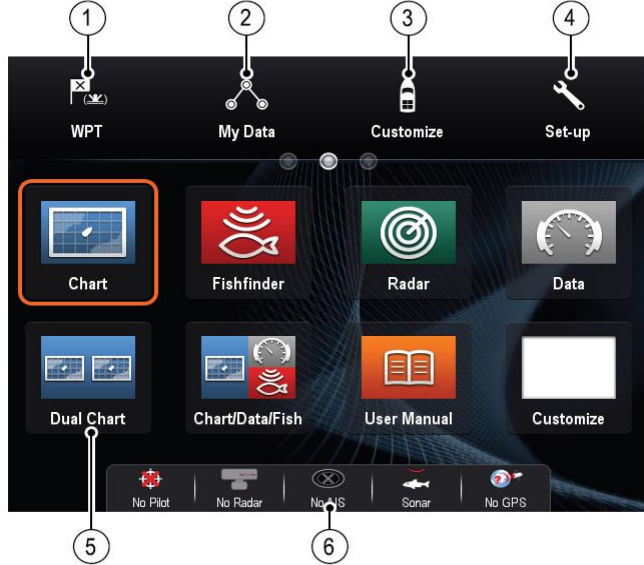 1 2 3 4
WPT My Data Customize Set-up
Chart Fishfinder Radar Data
Dual Chart Chart/Data/Fish User Manual Customize
No Pilot No Radar No AIS Sonar No GPS
5 6